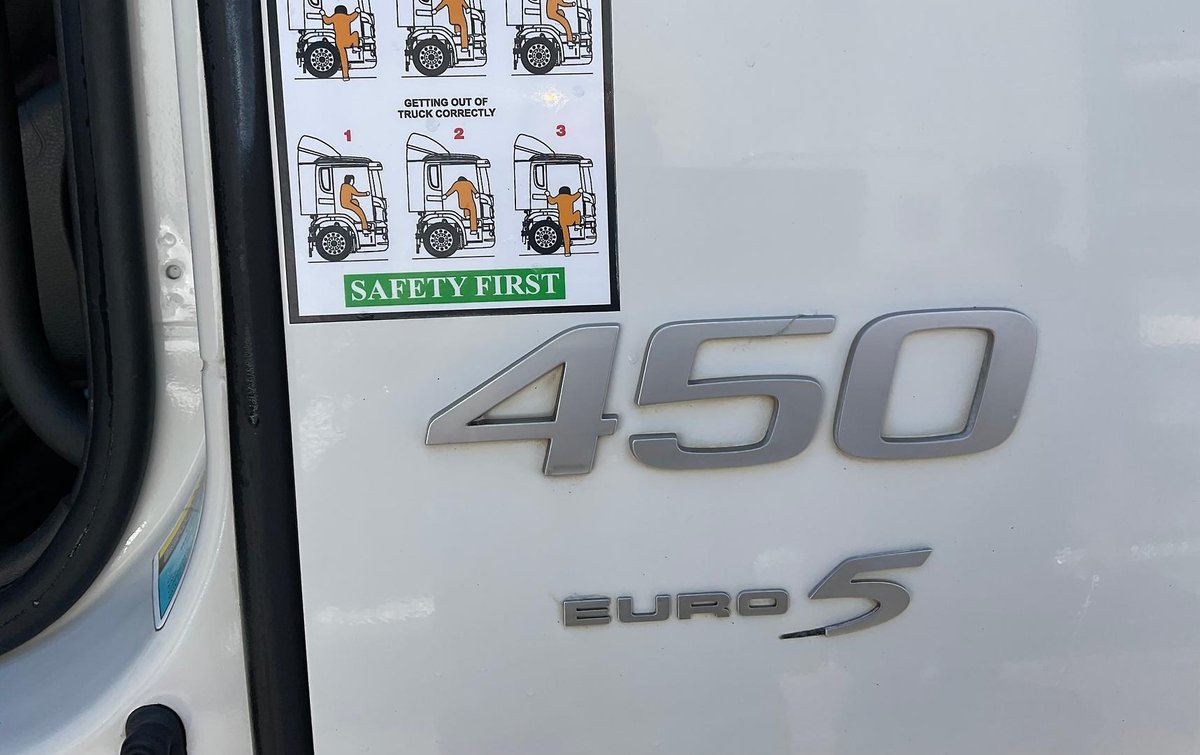 GETTING OUT OF
TRUCK CORRECTLY
1 2 3
SAFETY FIRST
450
EURO 5